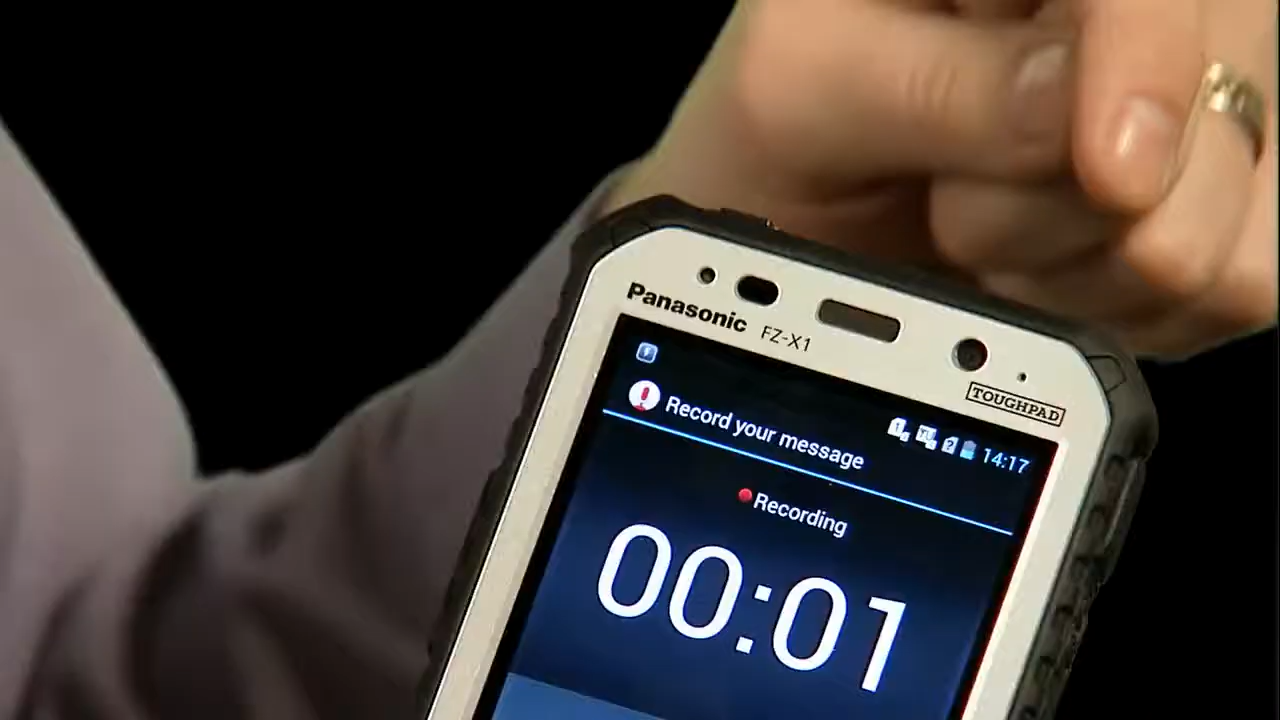 Panasonic FZ-X1
TOUGHPAD
14:17
Record your message
Recording
00:01